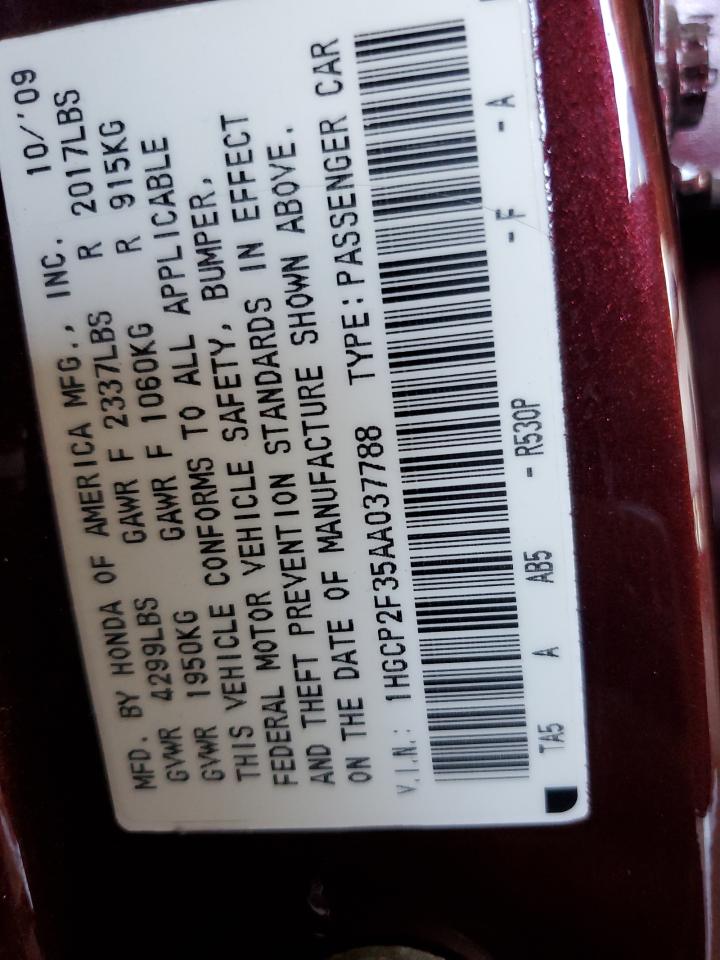 MFD. BY HONDA OF AMERICA MFG., INC. 10/'09
GVWR 4299LBS GAWR F 2337LBS R 2017LBS
GVWR 1950KG GAWR F 1060KG R 915KG
THIS VEHICLE CONFORMS TO ALL APPLICABLE
FEDERAL MOTOR VEHICLE SAFETY, BUMPER,
AND THEFT PREVENTION STANDARDS IN EFFECT
ON THE DATE OF MANUFACTURE SHOWN ABOVE.
V.I.N.: 1HGCP2F35AA037788 TYPE:PASSENGER CAR
TA5 A AB5 - R530P - F - A